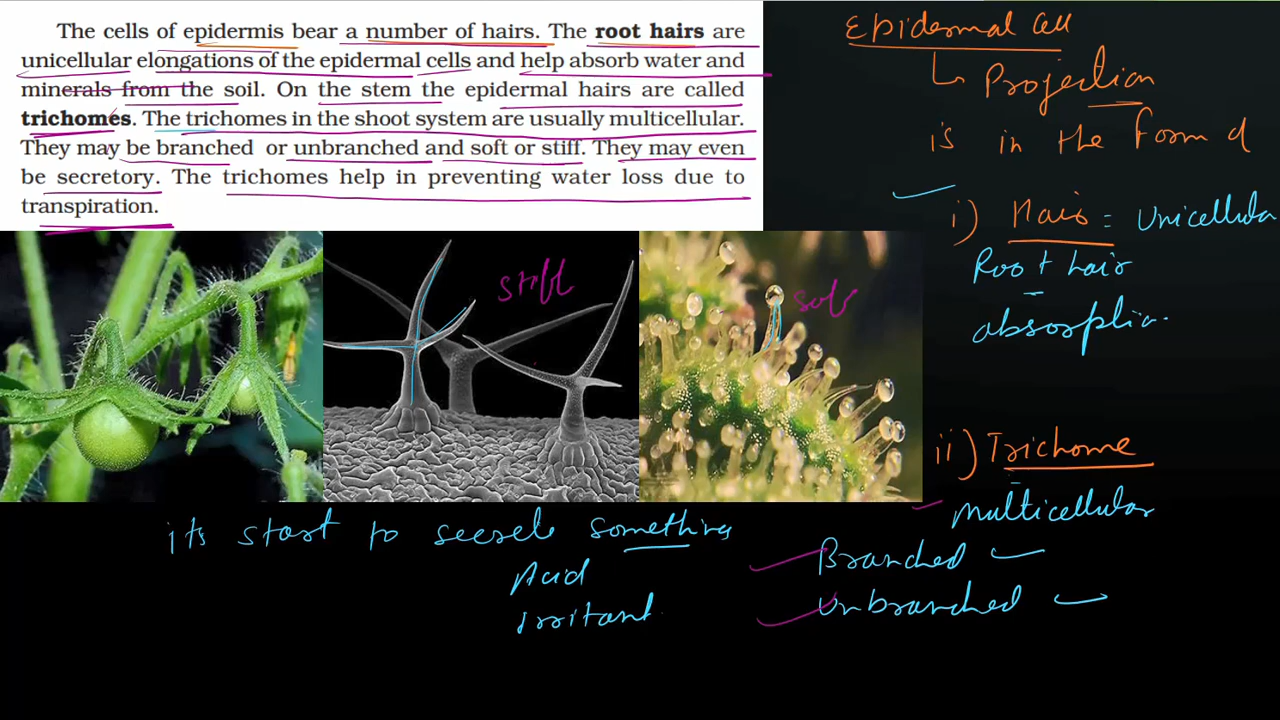 The cells of epidermis bear a number of hairs. The root hairs are
unicellular elongations of the epidermal cells and help absorb water and
minerals from the soil. On the stem the epidermal hairs are called
trichomes. The trichomes in the shoot system are usually multicellular.
They may be branched or unbranched and soft or stiff. They may even
be secretory. The trichomes help in preventing water loss due to
transpiration.
Epidermal cell
Projection
is in the form of
i) Hair = Unicellular
Root hair
absorption.
stiff
soft
ii) Trichome
Multicellular
Branched
Unbranched
its start to secrete something
Acid
irritant